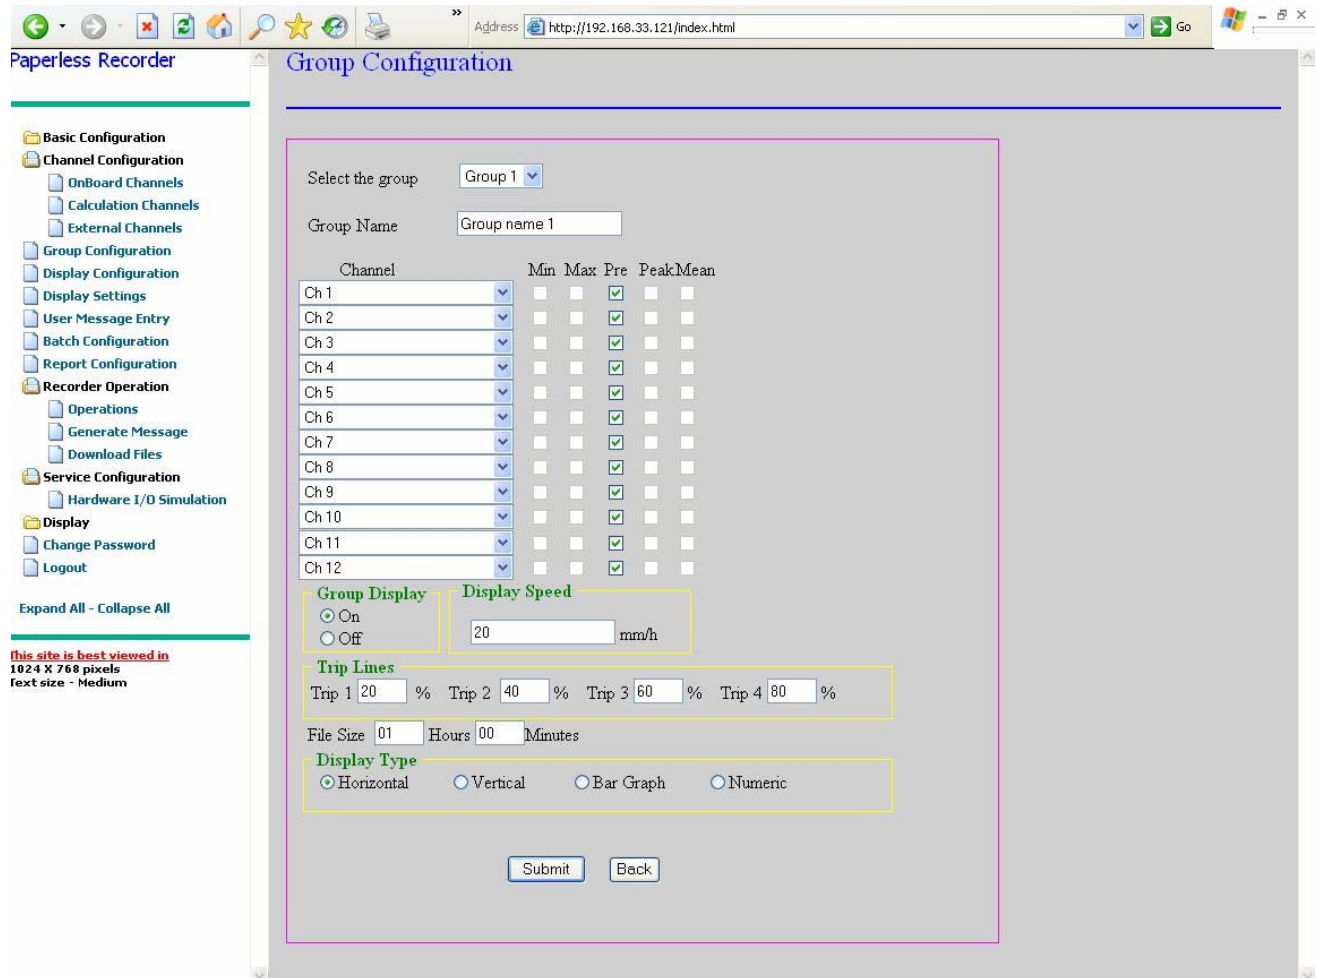 » Address http://192.168.33.121/index.html Go
Paperless Recorder
Basic Configuration
Channel Configuration
OnBoard Channels
Calculation Channels
External Channels
Group Configuration
Display Configuration
Display Settings
User Message Entry
Batch Configuration
Report Configuration
Recorder Operation
Operations
Generate Message
Download Files
Service Configuration
Hardware I/O Simulation
Display
Change Password
Logout
Expand All - Collapse All
This site is best viewed in
1024 X 768 pixels
Text size - Medium
Group Configuration
Select the group Group 1
Group Name Group name 1
Channel Min Max Pre Peak Mean
Ch 1
Ch 2
Ch 3
Ch 4
Ch 5
Ch 6
Ch 7
Ch 8
Ch 9
Ch 10
Ch 11
Ch 12
Group Display
On
Off
Display Speed
20 mm/h
Trip Lines
Trip 1 20 % Trip 2 40 % Trip 3 60 % Trip 4 80 %
File Size 01 Hours 00 Minutes
Display Type
Horizontal Vertical Bar Graph Numeric
Submit Back